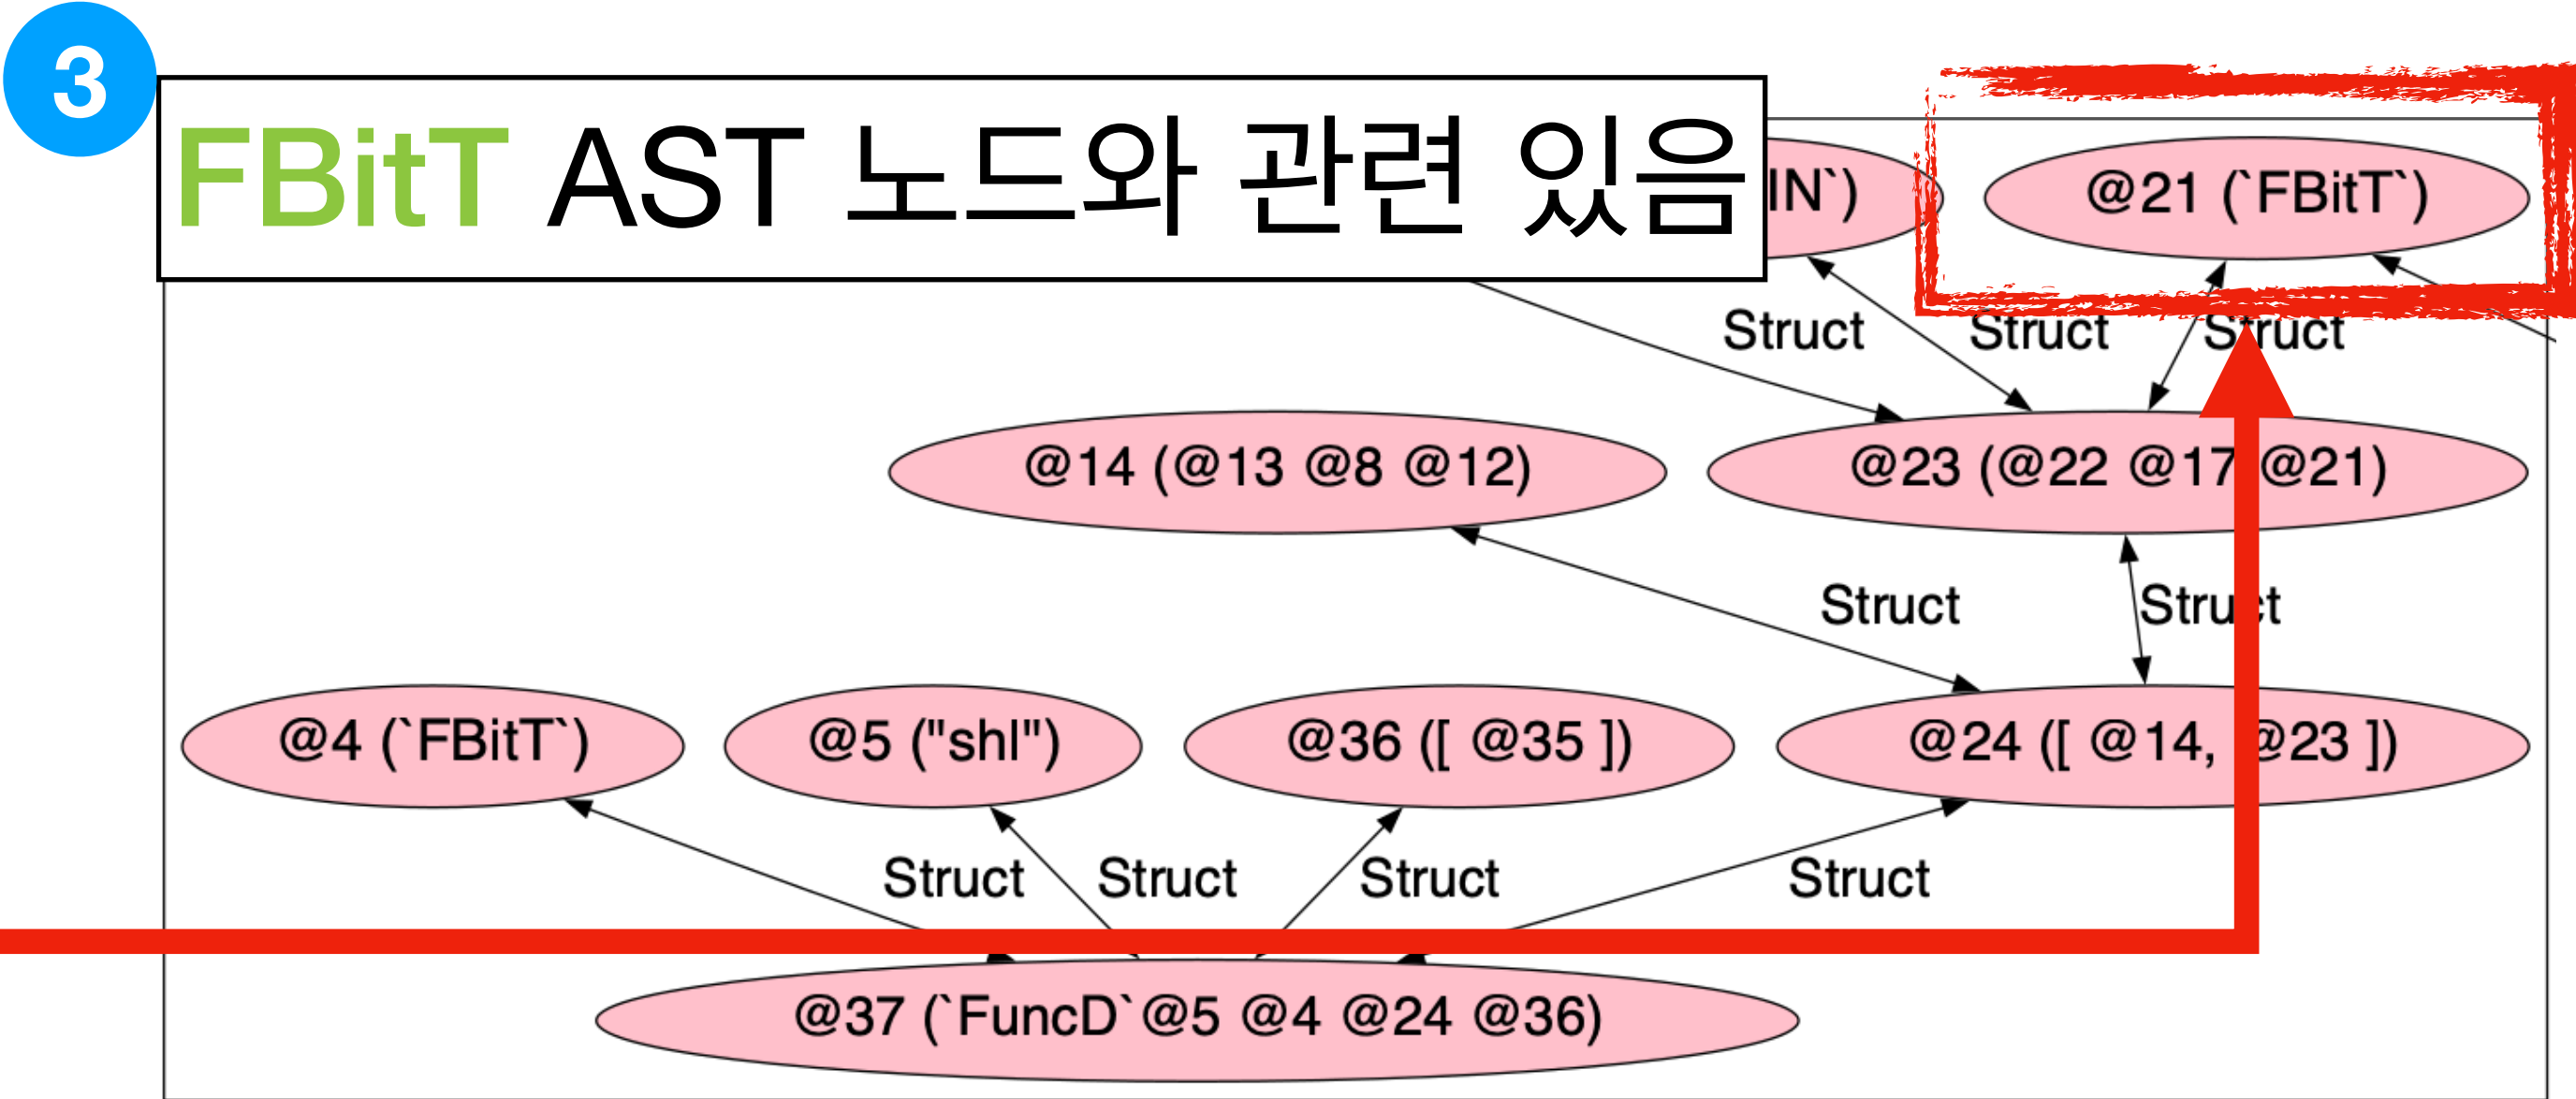 3
FBitT AST 노드와 관련 있음
IN`)
@21 (`FBitT`)
Struct
Struct
Struct
@14 (@13 @8 @12)
@23 (@22 @17 @21)
Struct
Struct
@4 (`FBitT`)
@5 ("shl")
@36 ([ @35 ])
@24 ([ @14, @23 ])
Struct
Struct
Struct
Struct
@37 (`FuncD`@5 @4 @24 @36)